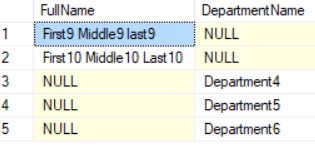 FullName DepartmentName
1 First9 Middle9 last9 NULL
2 First10 Middle10 Last10 NULL
3 NULL Department4
4 NULL Department5
5 NULL Department6